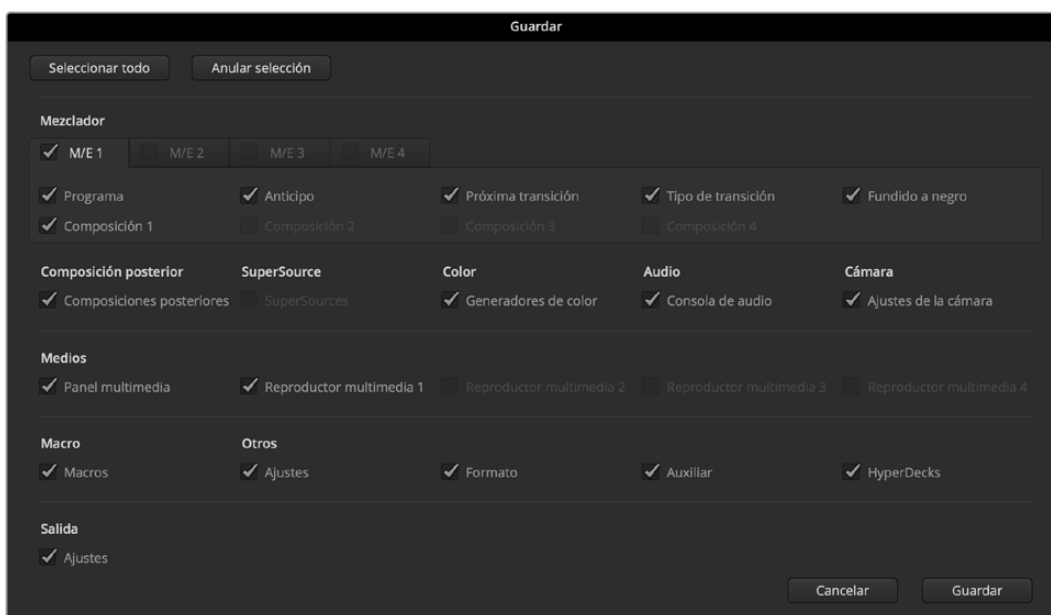 Guardar
Seleccionar todo Anular selección
Mezclador
M/E 1 M/E 2 M/E 3 M/E 4
Programa Anticipo Próxima transición Tipo de transición Fundido a negro
Composición 1 Composición 2 Composición 3 Composición 4
Composición posterior SuperSource Color Audio Cámara
Composiciones posteriores SuperSources Generadores de color Consola de audio Ajustes de la cámara
Medios
Panel multimedia Reproductor multimedia 1 Reproductor multimedia 2 Reproductor multimedia 3 Reproductor multimedia 4
Macro Otros
Macros Ajustes Formato Auxiliar HyperDecks
Salida
Ajustes
Cancelar Guardar